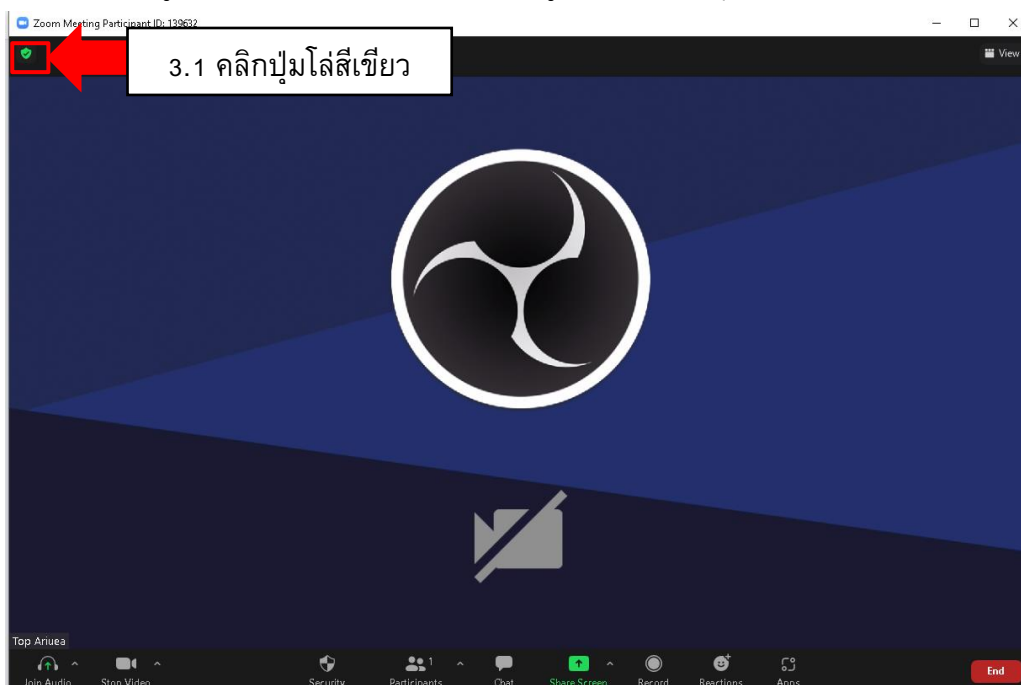 Zoom Meeting Participant ID: 139632
3.1 คลิกปุ่มโล่สีเขียว
View
Top Ariuea
1
Join Audio
Stop Video
Security
Participants
Chat
Share Screen
Record
Reactions
Apps
End